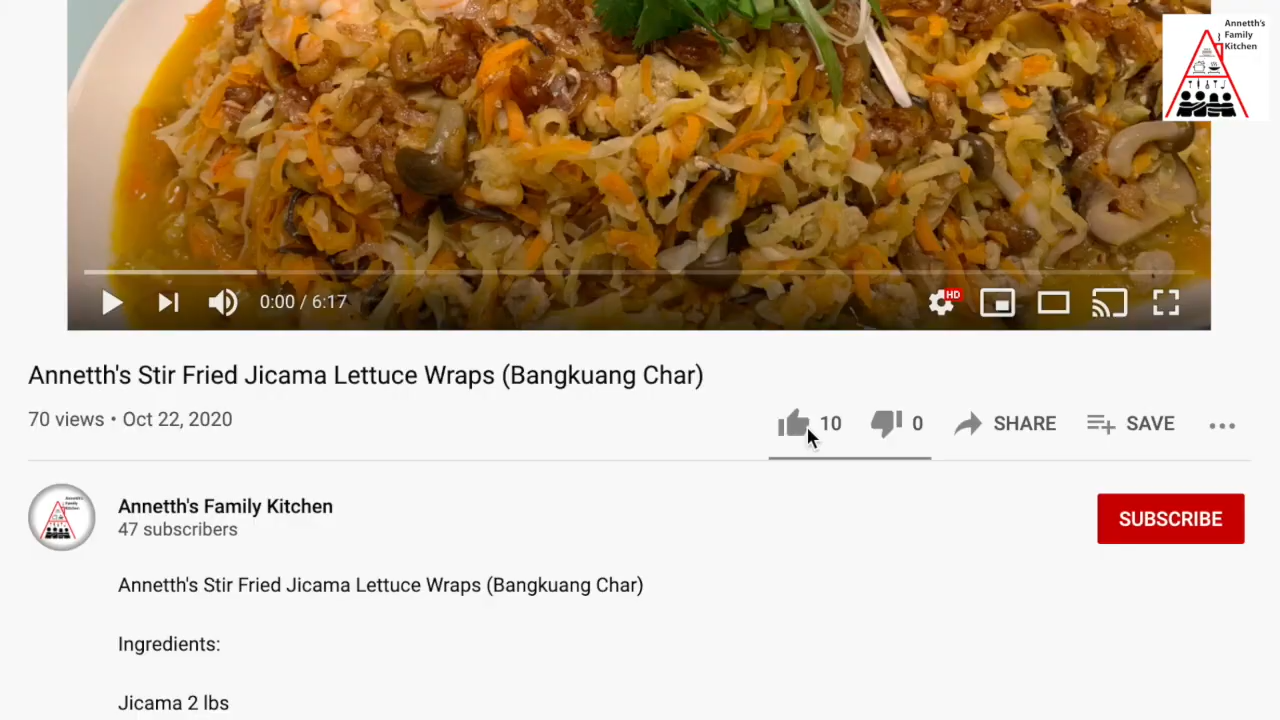 Annetth's
Family
Kitchen
HD
0:00 / 6:17
Annetth's Stir Fried Jicama Lettuce Wraps (Bangkuang Char)
70 views • Oct 22, 2020
10
0
SHARE
SAVE
Annetth's Family Kitchen
47 subscribers
SUBSCRIBE
Annetth's Stir Fried Jicama Lettuce Wraps (Bangkuang Char)
Ingredients:
Jicama 2 lbs